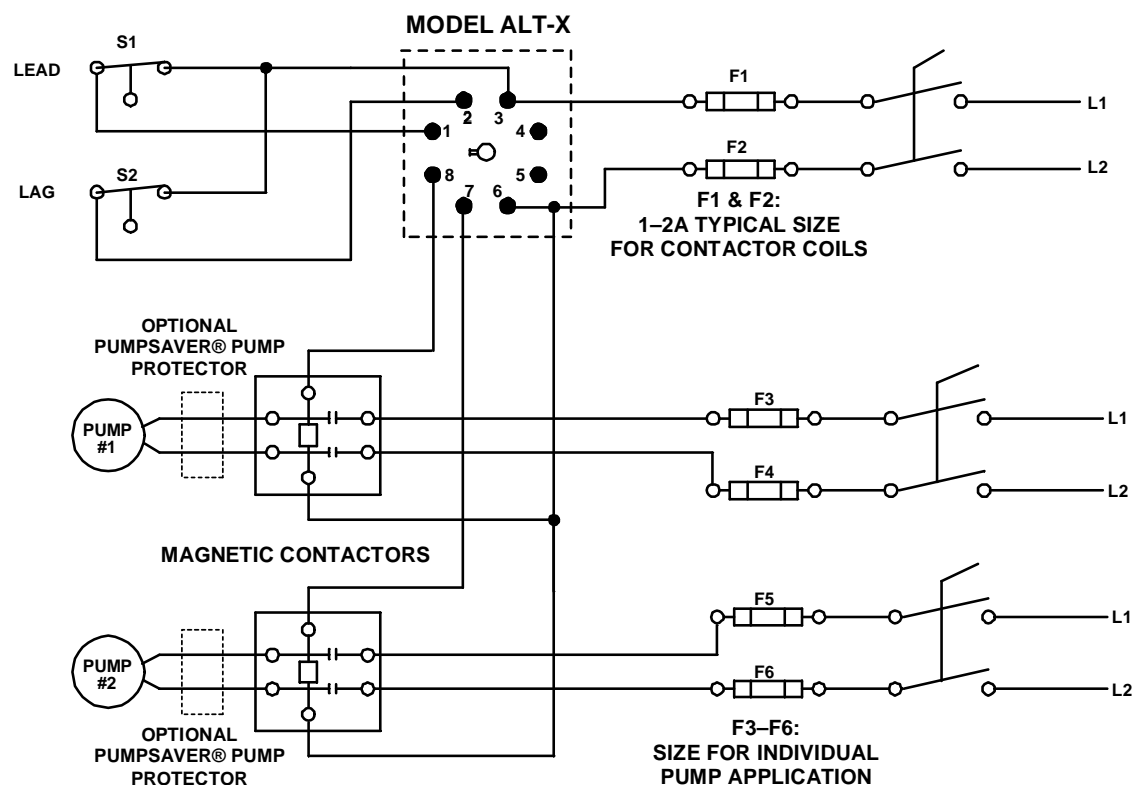 MODEL ALT-X
S1
LEAD
S2
LAG
2
3
1
4
8
5
7
6
F1
L1
F2
L2
F1 & F2:
1–2A TYPICAL SIZE
FOR CONTACTOR COILS
OPTIONAL
PUMPSAVER® PUMP
PROTECTOR
PUMP
#1
F3
L1
F4
L2
MAGNETIC CONTACTORS
PUMP
#2
F5
L1
F6
L2
OPTIONAL
PUMPSAVER® PUMP
PROTECTOR
F3–F6:
SIZE FOR INDIVIDUAL
PUMP APPLICATION